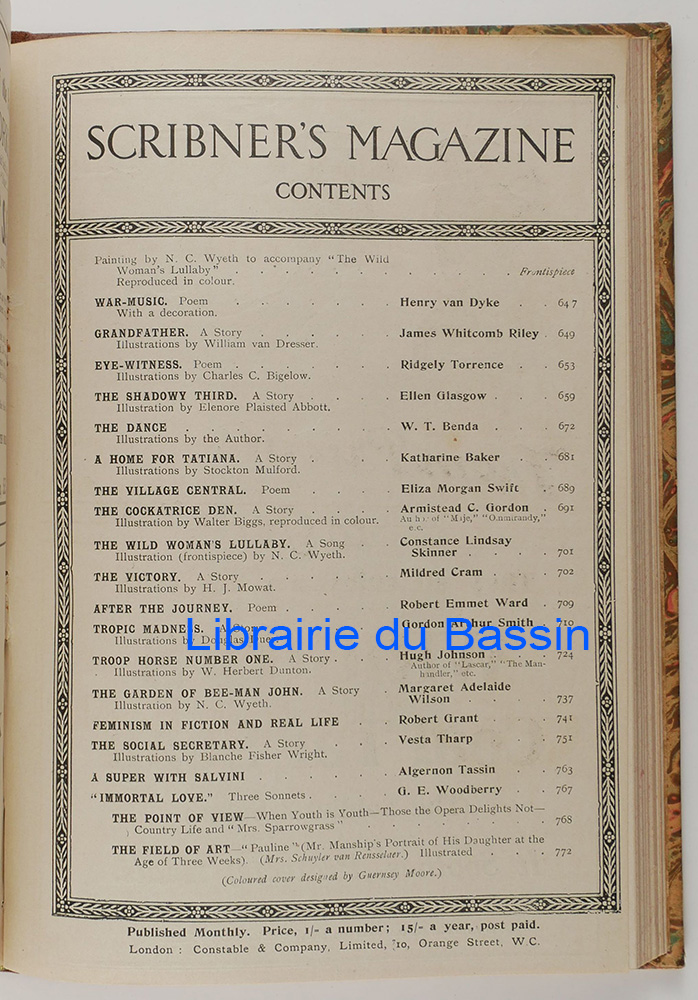 SCRIBNER'S MAGAZINE
CONTENTS
Painting by N. C. Wyeth to accompany "The Wild
Woman's Lullaby" . . . . . . . . . . . . Frontispiece
Reproduced in colour.
WAR-MUSIC. Poem . . . . . . Henry van Dyke . . 647
With a decoration.
GRANDFATHER. A Story . . . . . James Whitcomb Riley . 649
Illustrations by William van Dresser.
EYE-WITNESS. Poem . . . . . . . Ridgely Torrence . . 653
Illustrations by Charles C. Bigelow.
THE SHADOWY THIRD. A Story . . . . Ellen Glasgow . . . 659
Illustration by Elenore Plaisted Abbott.
THE DANCE . . . . . . . . W. T. Benda . . . 672
Illustrations by the Author.
A HOME FOR TATIANA. A Story . . . . Katharine Baker . . 681
Illustrations by Stockton Mulford.
THE VILLAGE CENTRAL. Poem . . . . Eliza Morgan Swift . 689
THE COCKATRICE DEN. A Story . . . . Armistead C. Gordon . 691
Illustration by Walter Biggs, reproduced in colour. Author of "Maje," "Ommirandy,"
etc.
THE WILD WOMAN'S LULLABY. A Song . . Constance Lindsay
Illustration (frontispiece) by N. C. Wyeth. Skinner . . . . 701
THE VICTORY. A Story . . . . . Mildred Cram . . . 702
Illustrations by H. J. Mowat.
AFTER THE JOURNEY. Poem . . . . . Robert Emmet Ward . 709
TROPIC MADNESS. A Story Gordon Arthur Smith . 710
Illustrations by Douglas Duer.
Librairie du Bassin
TROOP HORSE NUMBER ONE. A Story . . . Hugh Johnson . . . 724
Illustrations by W. Herbert Dunton. Author of "Lascar," "The Man-
handler," etc.
THE GARDEN OF BEE-MAN JOHN. A Story . Margaret Adelaide
Illustration by N. C. Wyeth. Wilson . . . . 737
FEMINISM IN FICTION AND REAL LIFE . . Robert Grant . . . 741
THE SOCIAL SECRETARY. A Story . . . Vesta Tharp . . . 751
Illustrations by Blanche Fisher Wright.
A SUPER WITH SALVINI . . . . . . Algernon Tassin . . 763
"IMMORTAL LOVE." Three Sonnets . . . . G. E. Woodberry . . 767
THE POINT OF VIEW—When Youth is Youth—Those the Opera Delights Not—
Country Life and "Mrs. Sparrowgrass" . . . . . . . 768
THE FIELD OF ART—"Pauline" (Mr. Manship's Portrait of His Daughter at the
Age of Three Weeks). (Mrs. Schuyler van Rensselaer.) Illustrated . . . . 772
(Coloured cover designed by Guernsey Moore.)
Published Monthly. Price, 1/- a number; 15/- a year, post paid.
London: Constable & Company, Limited, 10, Orange Street, W.C.